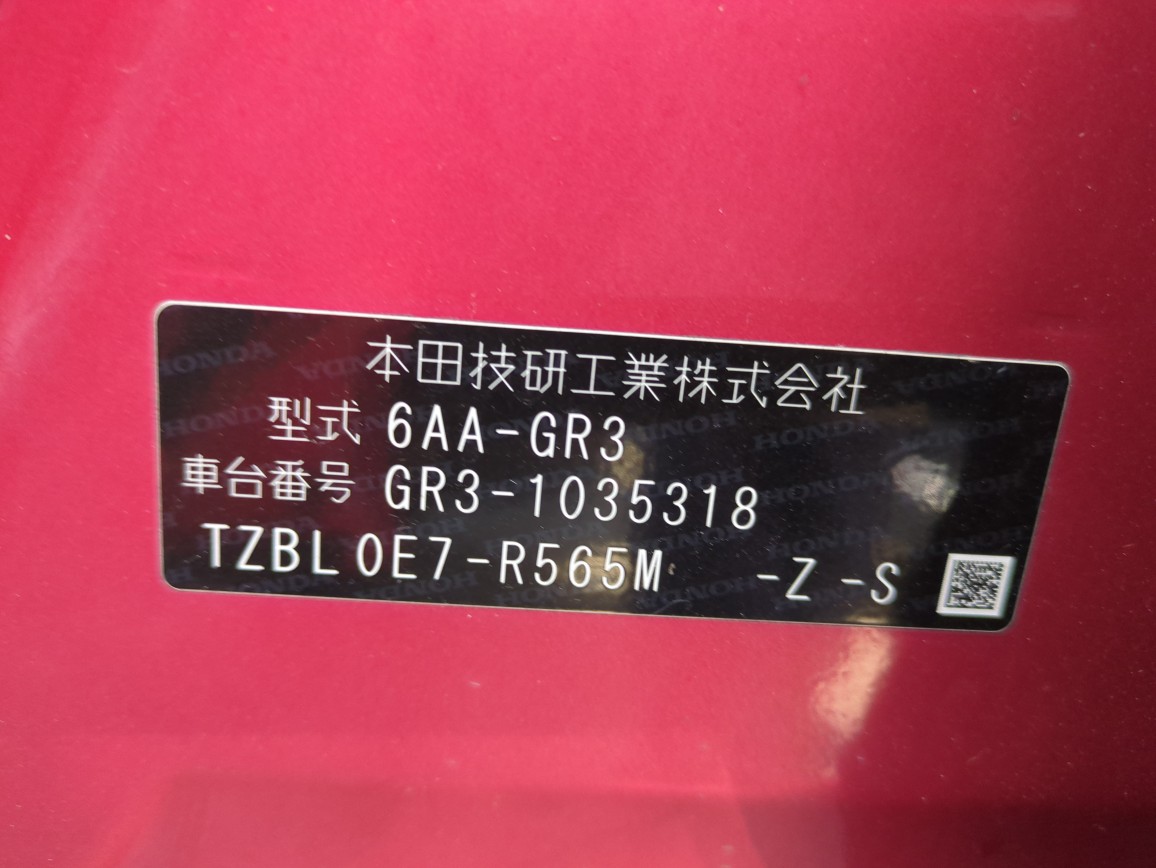 本田技研工業株式会社
型式 6AA-GR3
車台番号 GR3-1035318
TZBL0E7-R565M -Z -S